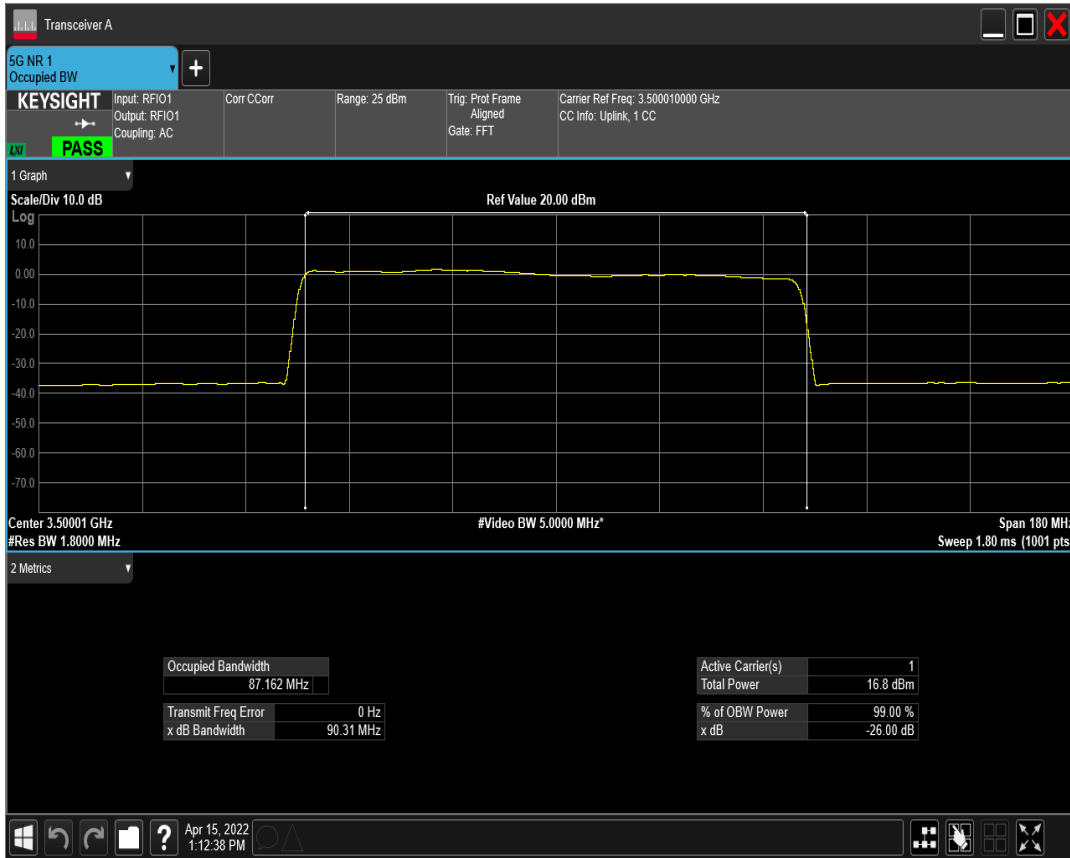 Transceiver A
5G NR 1
Occupied BW
+
KEYSIGHT
LXI
PASS
Input: RFIO1
Output: RFIO1
Coupling: AC
Corr CCorr
Range: 25 dBm
Trig: Prot Frame
Aligned
Gate: FFT
Carrier Ref Freq: 3.500010000 GHz
CC Info: Uplink, 1 CC
1 Graph
Scale/Div 10.0 dB
Ref Value 20.00 dBm
Log
10.0
0.00
-10.0
-20.0
-30.0
-40.0
-50.0
-60.0
-70.0
Center 3.50001 GHz
#Video BW 5.0000 MHz*
Span 180 MHz
#Res BW 1.8000 MHz
Sweep 1.80 ms (1001 pts
2 Metrics
Occupied Bandwidth
87.162 MHz
Transmit Freq Error 0 Hz
x dB Bandwidth 90.31 MHz
Active Carrier(s) 1
Total Power 16.8 dBm
% of OBW Power 99.00 %
x dB -26.00 dB
?
Apr 15, 2022
1:12:38 PM